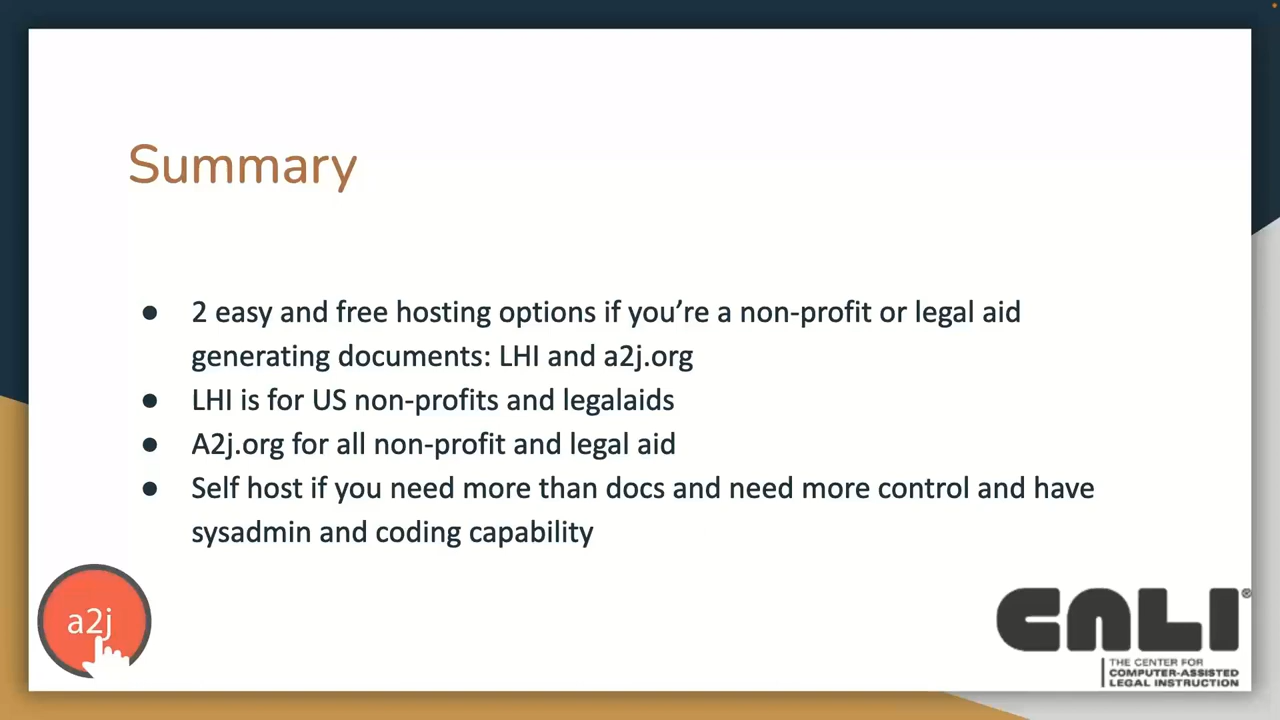 Summary
● 2 easy and free hosting options if you’re a non-profit or legal aid
generating documents: LHI and a2j.org
● LHI is for US non-profits and legalaids
● A2j.org for all non-profit and legal aid
● Self host if you need more than docs and need more control and have
sysadmin and coding capability
a2j
CALI®
THE CENTER FOR
COMPUTER-ASSISTED
LEGAL INSTRUCTION